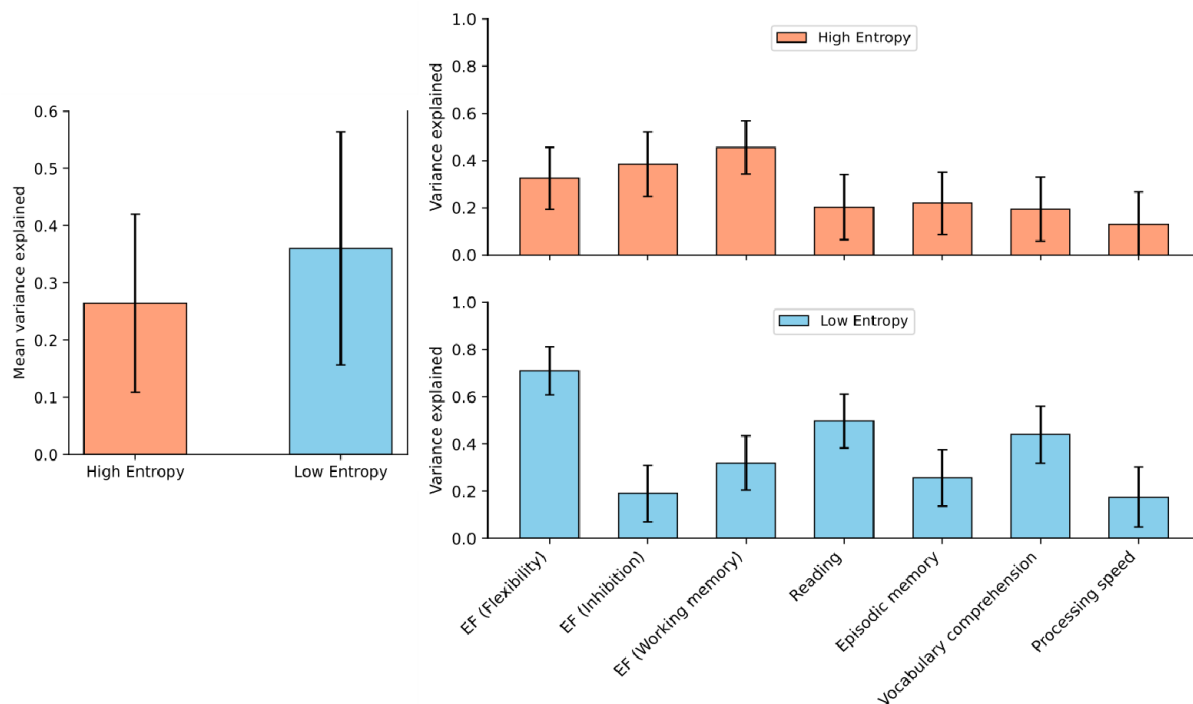 Mean variance explained
0.6
0.5
0.4
0.3
0.2
0.1
0.0
High Entropy
Low Entropy
Variance explained
1.0
0.8
0.6
0.4
0.2
0.0
High Entropy
Variance explained
1.0
0.8
0.6
0.4
0.2
0.0
Low Entropy
EF (Flexibility)
EF (Inhibition)
EF (Working memory)
Reading
Episodic memory
Vocabulary comprehension
Processing speed